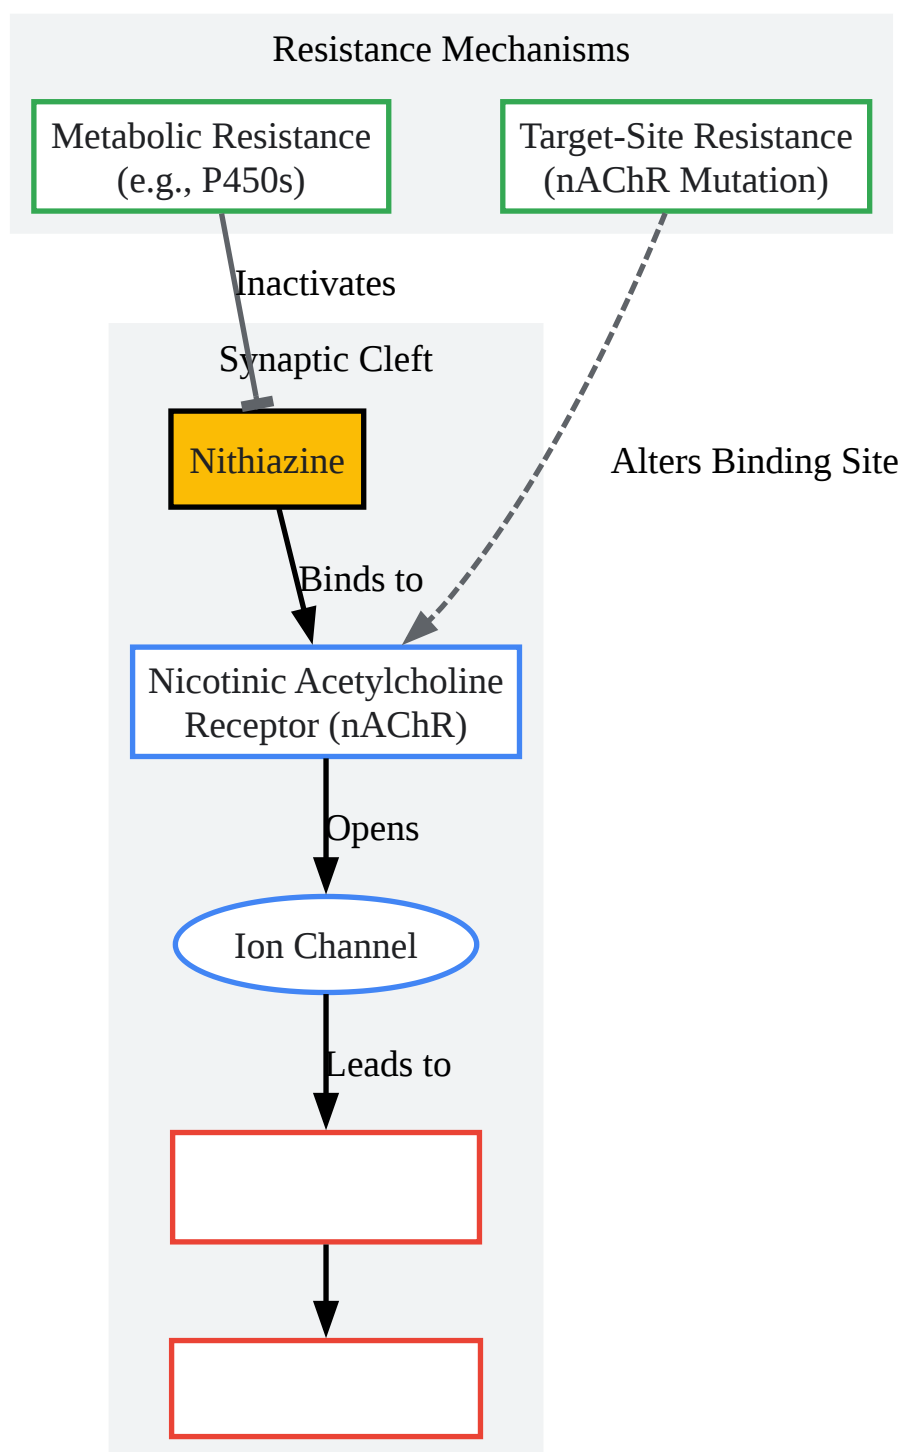 Resistance Mechanisms
Metabolic Resistance
(e.g., P450s)
Target-Site Resistance
(nAChR Mutation)
Inactivates
Synaptic Cleft
Nithiazine
Alters Binding Site
Binds to
Nicotinic Acetylcholine
Receptor (nAChR)
Opens
Ion Channel
Leads to